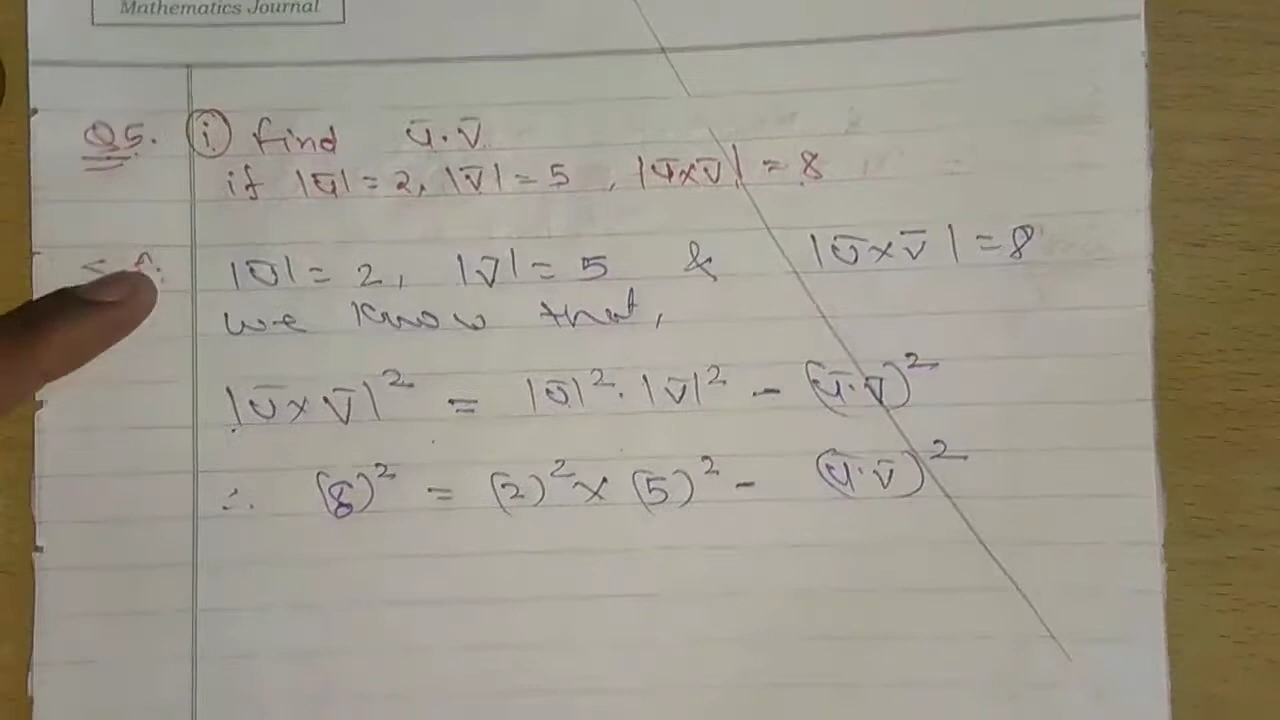 Mathematics Journal
Q5. (i) find ū·v̄
if |ū| = 2, |v̄| = 5, |ū×v̄| = 8
|ū| = 2, |v̄| = 5 & |ū×v̄| = 8
we know that,
|ū×v̄|² = |ū|²·|v̄|² - (ū·v̄)²
∴ (8)² = (2)² × (5)² - (ū·v̄)²